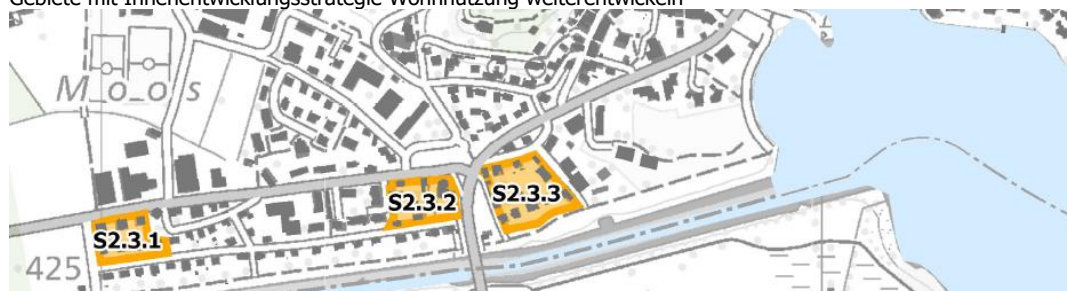 Gebiete mit Innenentwicklungsstrategie Wohnnutzung weiterentwickeln
M o o s
S2.3.3
S2.3.2
S2.3.1
425